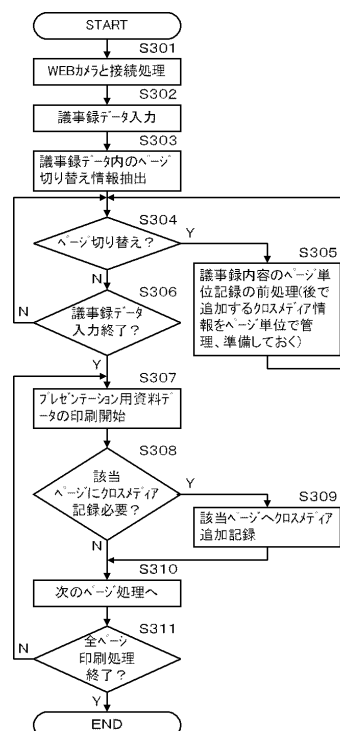 START
S301
WEBカメラと接続処理
S302
議事録データ入力
S303
議事録データ内のページ
切り替え情報抽出
S304
ページ切り替え？
Y
N
S305
議事録内容のページ単
位記録の前処理(後で
追加するクロスメディア情
報をページ単位で管
理、準備しておく)
S306
議事録データ
入力終了？
N
Y
S307
プレゼンテーション用資料デー
タの印刷開始
S308
該当
ページにクロスメディア
記録必要？
Y
N
S309
該当ページへクロスメディア
追加記録
S310
次のページ処理へ
S311
全ページ
印刷処理
終了？
N
Y
END